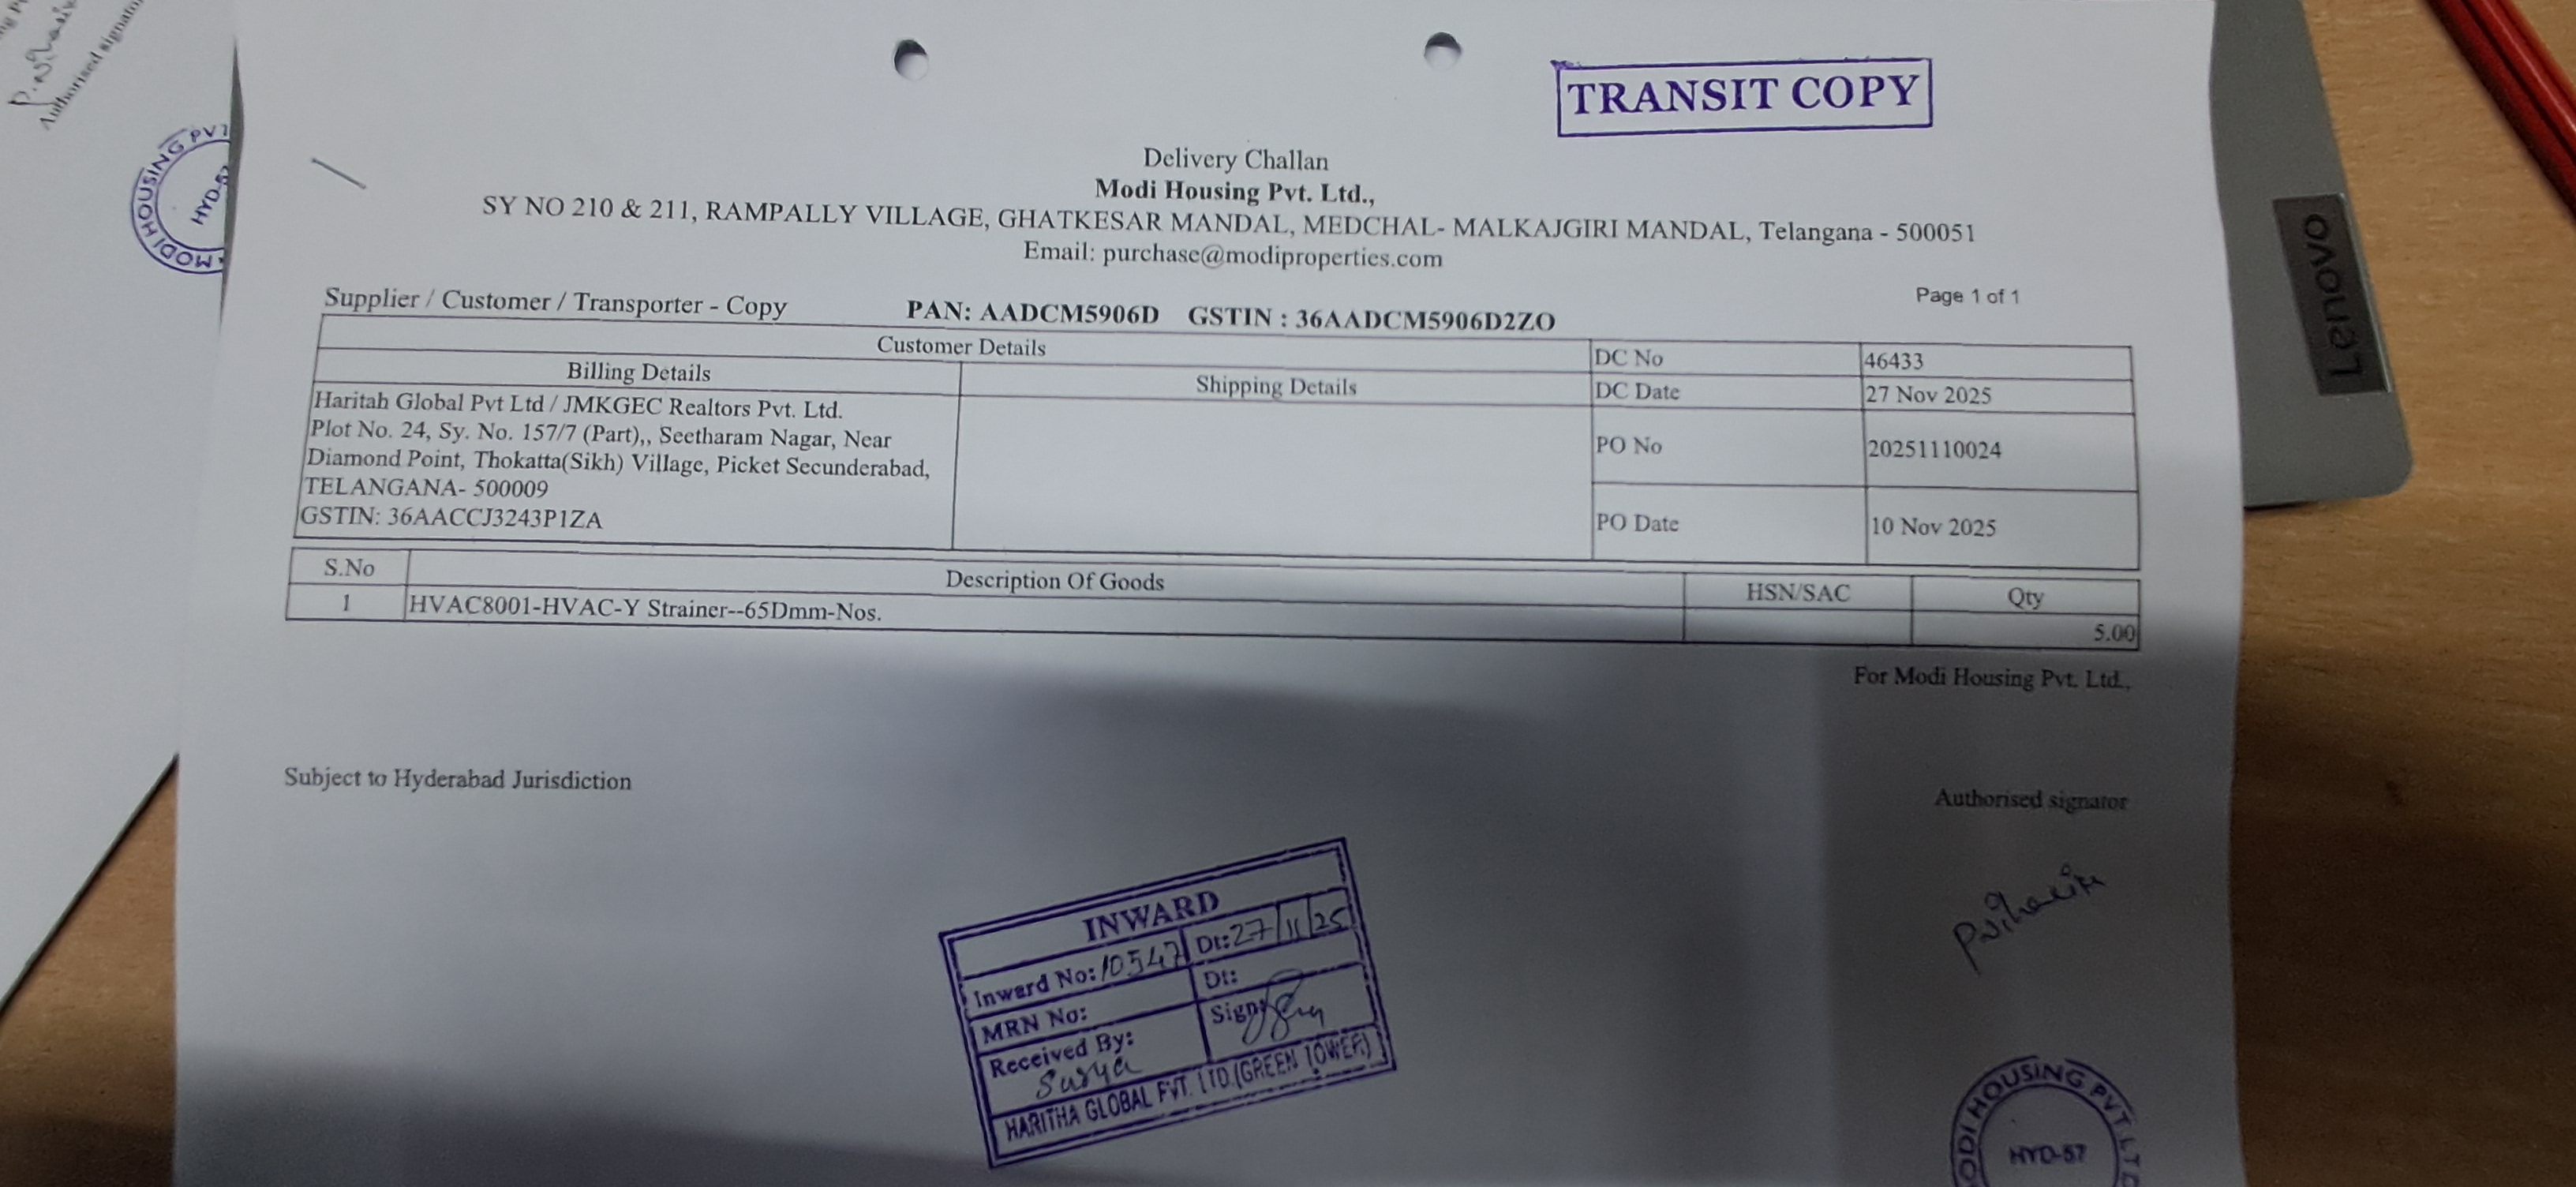 Authorised signator
MODI HOUSING PVT
HYD-57
TRANSIT COPY
Delivery Challan
Modi Housing Pvt. Ltd.,
SY NO 210 & 211, RAMPALLY VILLAGE, GHATKESAR MANDAL, MEDCHAL- MALKAJGIRI MANDAL, Telangana - 500051
Email: purchase@modiproperties.com
Supplier / Customer / Transporter - Copy PAN: AADCM5906D GSTIN : 36AADCM5906D2ZO Page 1 of 1
Customer Details
Billing Details Shipping Details
Haritah Global Pvt Ltd / JMKGEC Realtors Pvt. Ltd.
Plot No. 24, Sy. No. 157/7 (Part),, Seetharam Nagar, Near
Diamond Point, Thokatta(Sikh) Village, Picket Secunderabad,
TELANGANA- 500009
GSTIN: 36AACCJ3243P1ZA
DC No 46433
DC Date 27 Nov 2025
PO No 20251110024
PO Date 10 Nov 2025
S.No Description Of Goods HSN/SAC Qty
1 HVAC8001-HVAC-Y Strainer--65Dmm-Nos. 5.00
For Modi Housing Pvt. Ltd.,
Subject to Hyderabad Jurisdiction
Authorised signator
INWARD
Inward No: 10547 Dt: 27/11/25
MRN No: Dt:
Received By: Surya Sign:
HARITHA GLOBAL PVT. LTD.(GREEN TOWER)
MODI HOUSING PVT. LTD
HYD-57
Lenovo